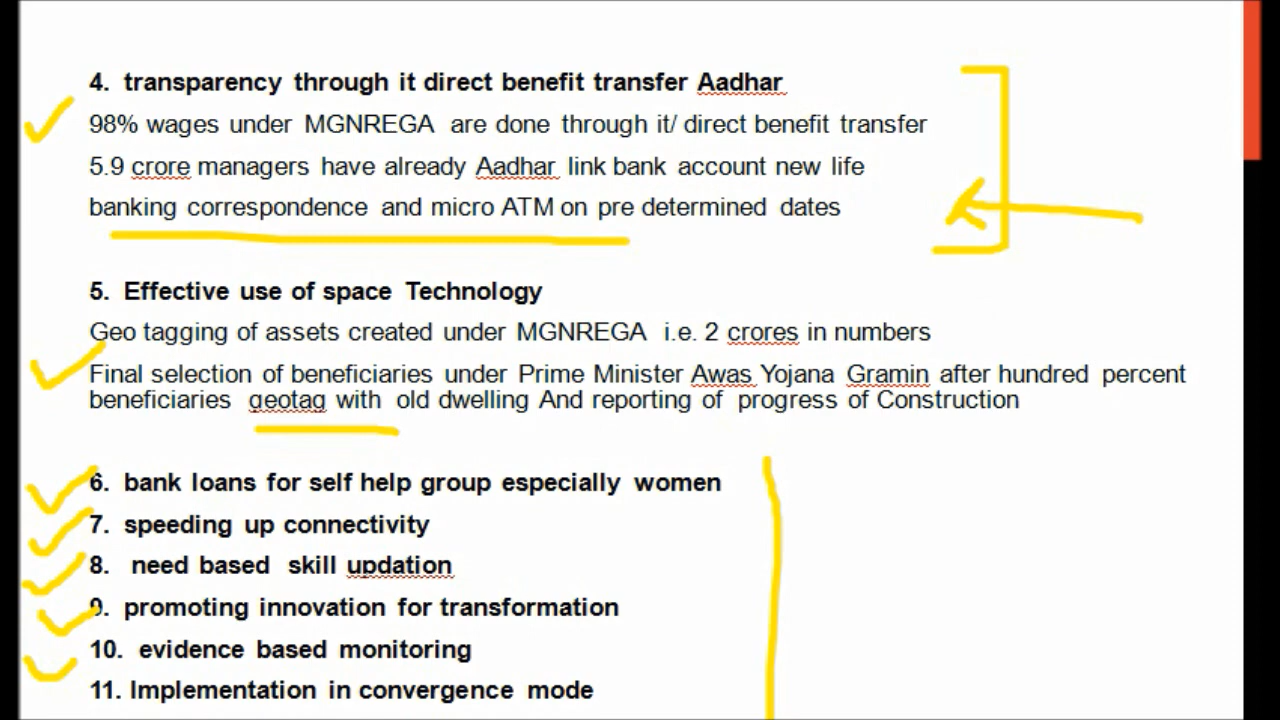 4. transparency through it direct benefit transfer Aadhar
98% wages under MGNREGA are done through it/ direct benefit transfer
5.9 crore managers have already Aadhar link bank account new life
banking correspondence and micro ATM on pre determined dates
5. Effective use of space Technology
Geo tagging of assets created under MGNREGA i.e. 2 crores in numbers
Final selection of beneficiaries under Prime Minister Awas Yojana Gramin after hundred percent
beneficiaries geotag with old dwelling And reporting of progress of Construction
6. bank loans for self help group especially women
7. speeding up connectivity
8. need based skill updation
9. promoting innovation for transformation
10. evidence based monitoring
11. Implementation in convergence mode